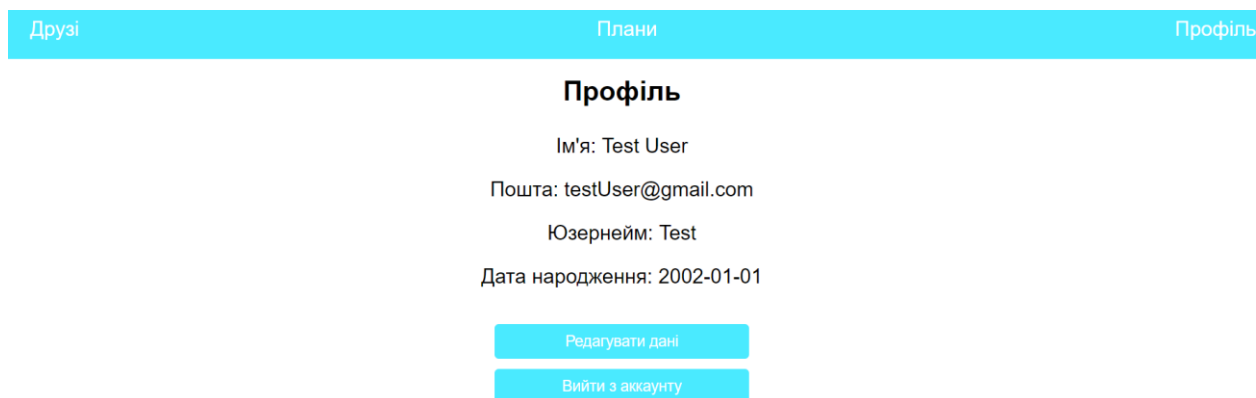 Друзі Плани Профіль
Профіль
Ім'я: Test User
Пошта: testUser@gmail.com
Юзернейм: Test
Дата народження: 2002-01-01
Редагувати дані
Вийти з аккаунту